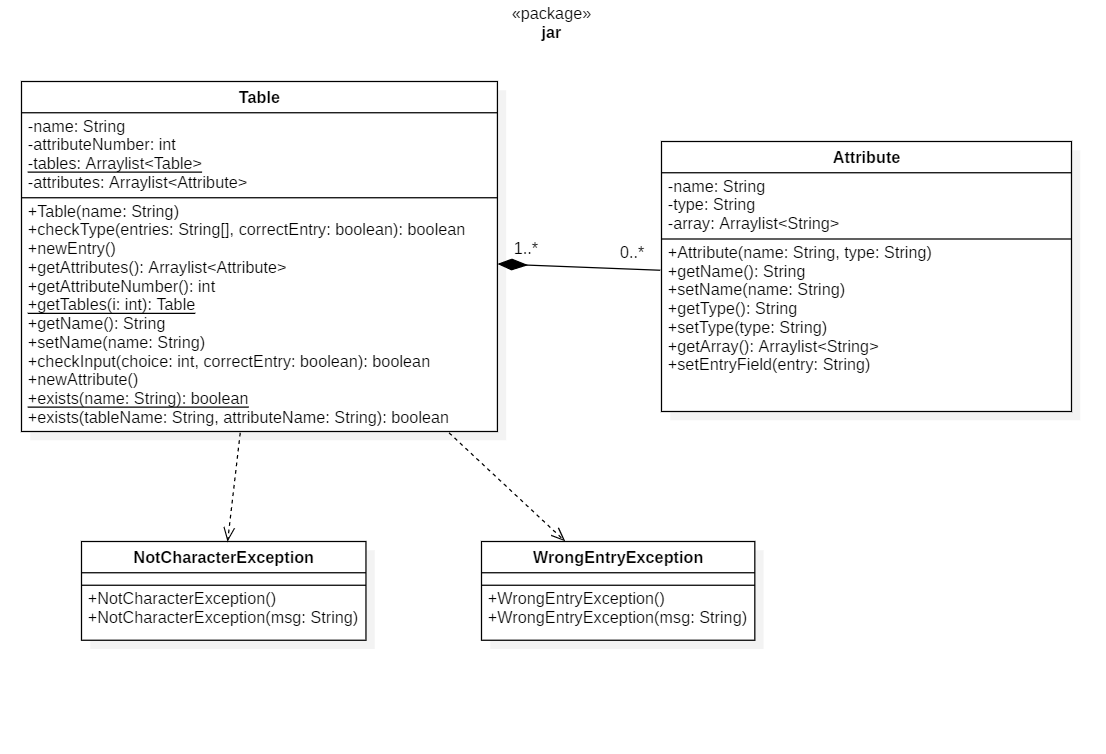 «package»
jar
Table
-name: String
-attributeNumber: int
-tables: Arraylist<Table>
-attributes: Arraylist<Attribute>
+Table(name: String)
+checkType(entries: String[], correctEntry: boolean): boolean
+newEntry()
+getAttributes(): Arraylist<Attribute>
+getAttributeNumber(): int
+getTables(i: int): Table
+getName(): String
+setName(name: String)
+checkInput(choice: int, correctEntry: boolean): boolean
+newAttribute()
+exists(name: String): boolean
+exists(tableName: String, attributeName: String): boolean
1..*
0..*
Attribute
-name: String
-type: String
-array: Arraylist<String>
+Attribute(name: String, type: String)
+getName(): String
+setName(name: String)
+getType(): String
+setType(type: String)
+getArray(): Arraylist<String>
+setEntryField(entry: String)
NotCharacterException
+NotCharacterException()
+NotCharacterException(msg: String)
WrongEntryException
+WrongEntryException()
+WrongEntryException(msg: String)